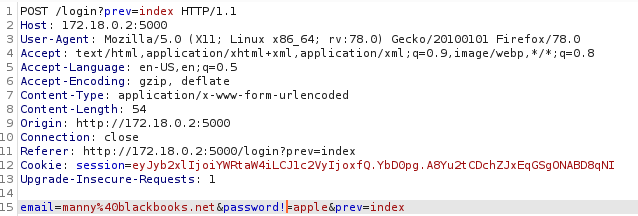 1 POST /login?prev=index HTTP/1.1
2 Host: 172.18.0.2:5000
3 User-Agent: Mozilla/5.0 (X11; Linux x86_64; rv:78.0) Gecko/20100101 Firefox/78.0
4 Accept: text/html,application/xhtml+xml,application/xml;q=0.9,image/webp,*/*;q=0.8
5 Accept-Language: en-US,en;q=0.5
6 Accept-Encoding: gzip, deflate
7 Content-Type: application/x-www-form-urlencoded
8 Content-Length: 54
9 Origin: http://172.18.0.2:5000
10 Connection: close
11 Referer: http://172.18.0.2:5000/login?prev=index
12 Cookie: session=eyJyb2xlIjoiYWRtaW4iLCJ1c2VyIjoxfQ.YbD0pg.A8Yu2tCDchZJxEqGSgONABD8qNI
13 Upgrade-Insecure-Requests: 1
14
15 email=manny%40blackbooks.net&password!=apple&prev=index